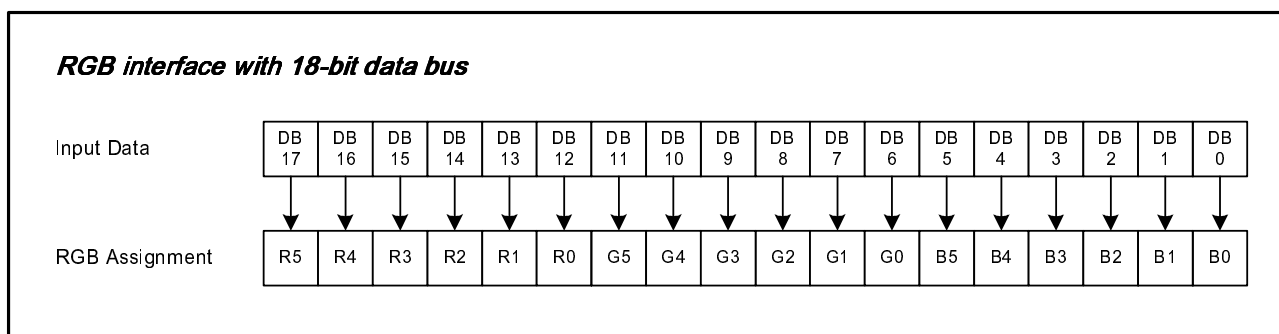 RGB interface with 18-bit data bus
Input Data
DB 17 DB 16 DB 15 DB 14 DB 13 DB 12 DB 11 DB 10 DB 9 DB 8 DB 7 DB 6 DB 5 DB 4 DB 3 DB 2 DB 1 DB 0
RGB Assignment
R5 R4 R3 R2 R1 R0 G5 G4 G3 G2 G1 G0 B5 B4 B3 B2 B1 B0